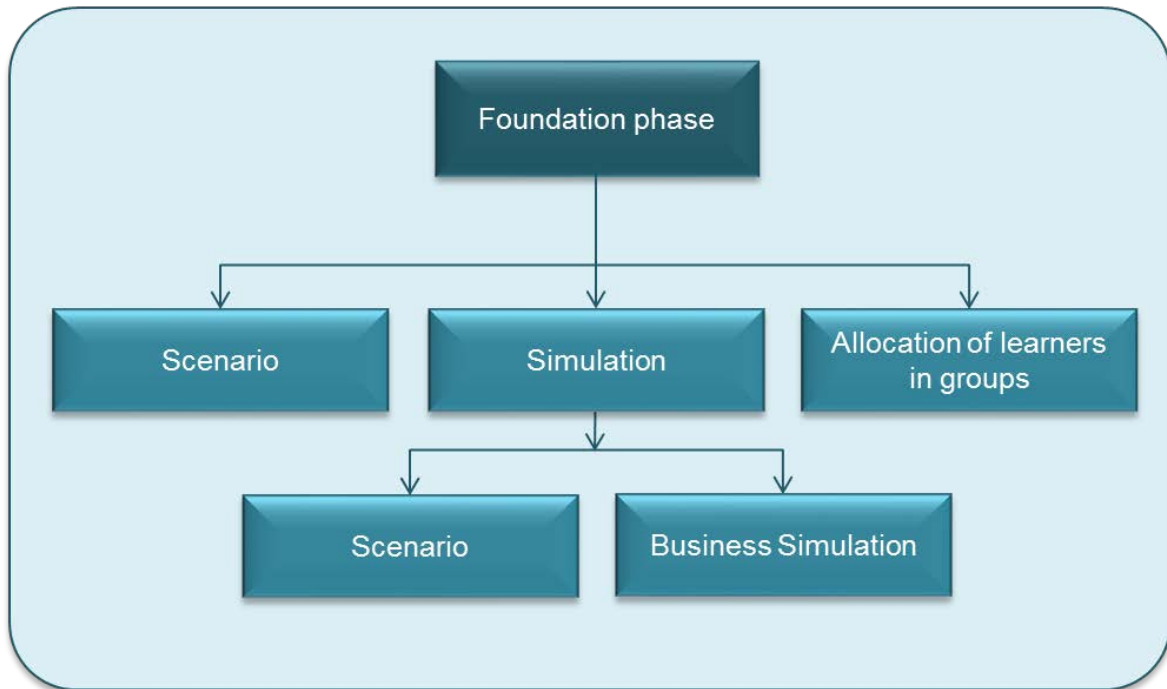 Foundation phase
Scenario
Simulation
Allocation of learners
in groups
Scenario
Business Simulation